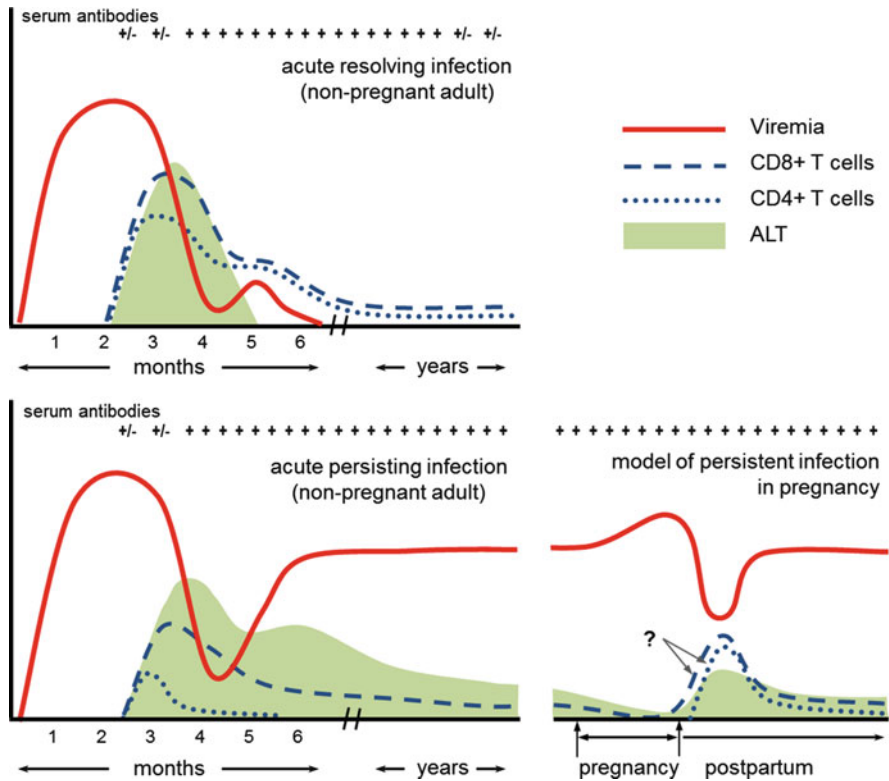 serum antibodies
+/- +/- + + + + + + + + + + + + + + + + +/- +/-
acute resolving infection
(non-pregnant adult)
1 2 3 4 5 6
months years
Viremia
CD8+ T cells
CD4+ T cells
ALT
serum antibodies
+/- +/- + + + + + + + + + + + + + + + + + + + +
acute persisting infection
(non-pregnant adult)
1 2 3 4 5 6
months years
+ + + + + + + + + + + + + + + + + + +
model of persistent infection
in pregnancy
?
pregnancy postpartum